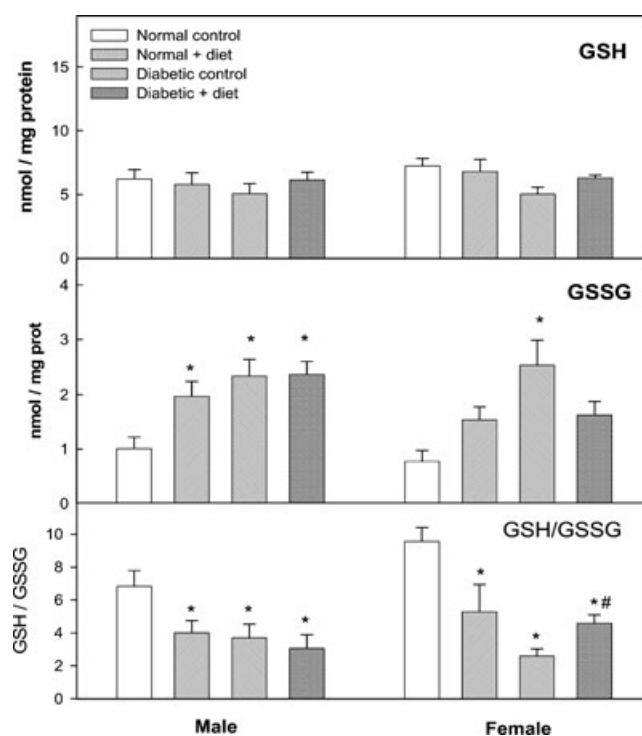 Normal control
Normal + diet
Diabetic control
Diabetic + diet
GSH
nmol / mg protein
15
10
5
0
GSSG
nmol / mg prot
4
3
2
1
0
* * * *
GSH/GSSG
GSH / GSSG
10
8
6
4
2
0
* * * * * *#
Male Female